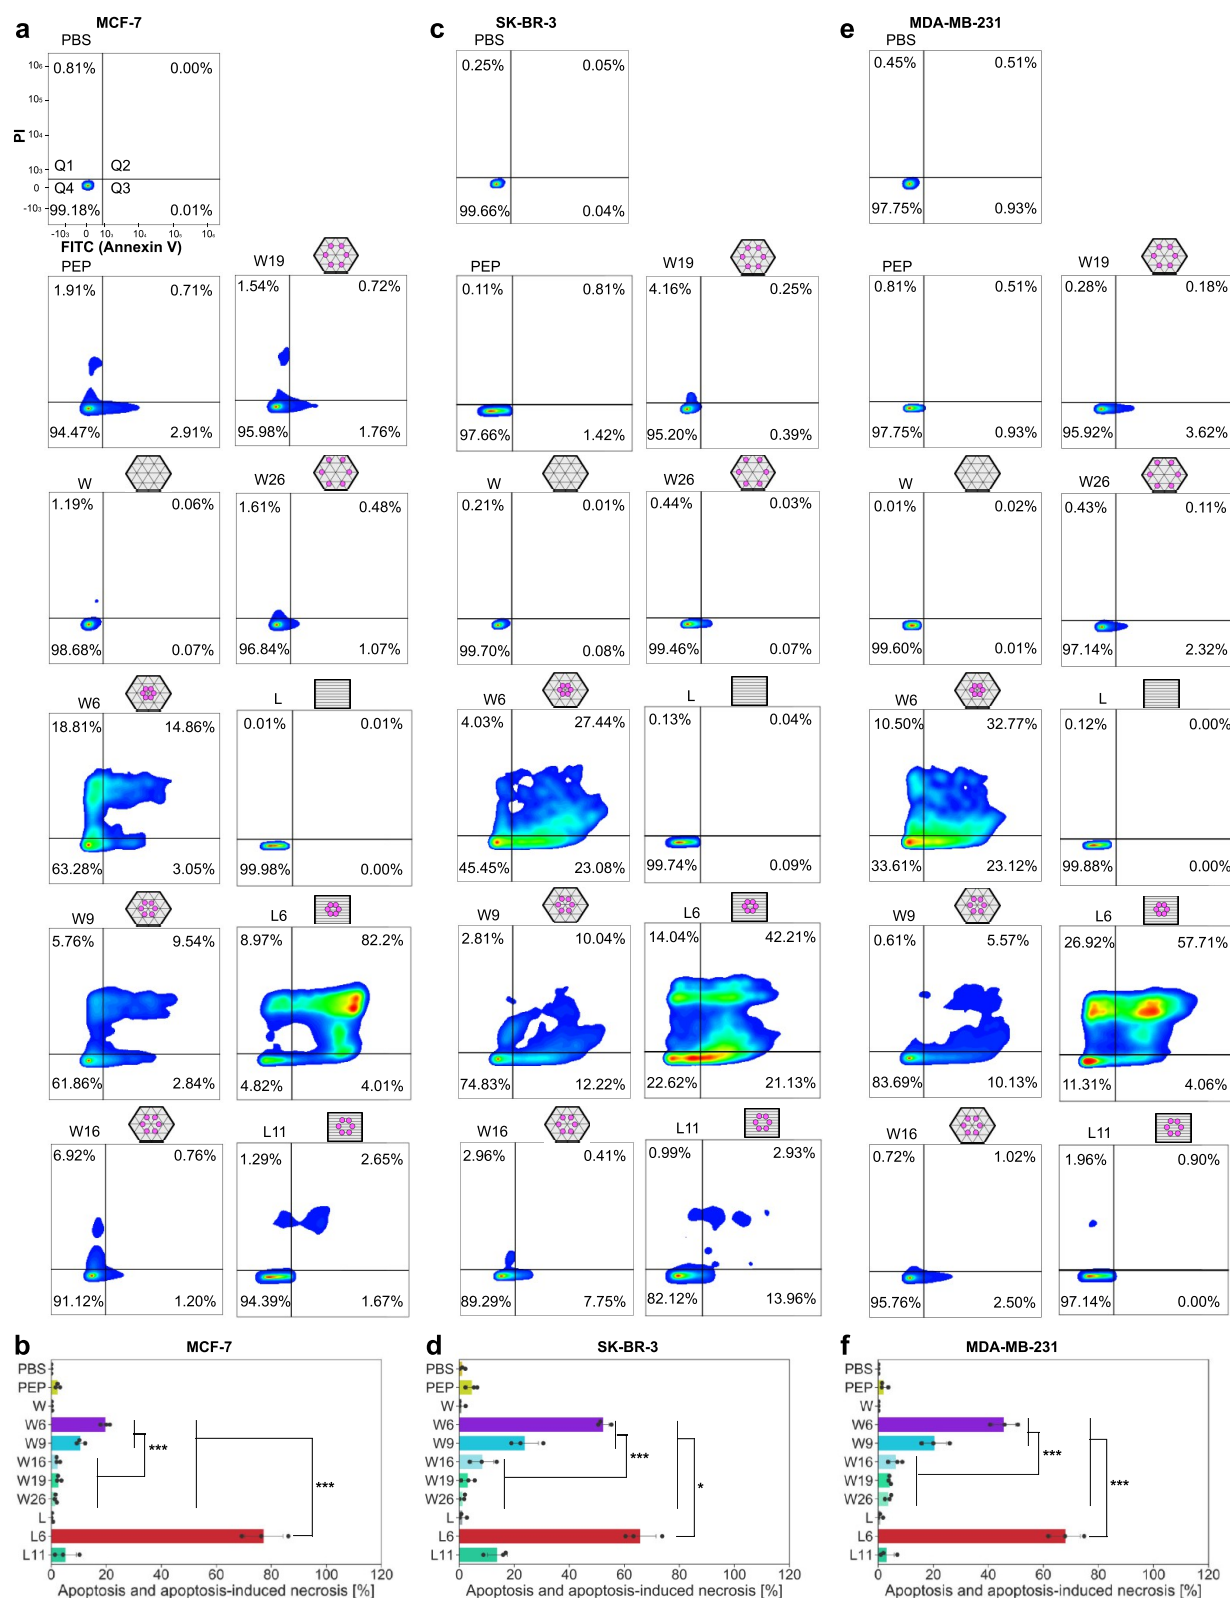 a MCF-7
PBS
0.81% 0.00%
10⁶
10⁵
10⁴
10³
0
-10³
PI
Q1 Q2
Q4 Q3
99.18% 0.01%
-10³ 0 10³ 10⁴ 10⁵
FITC (Annexin V)
PEP
1.91% 0.71%
94.47% 2.91%
W19
1.54% 0.72%
95.98% 1.76%
W
1.19% 0.06%
98.68% 0.07%
W26
1.61% 0.48%
96.84% 1.07%
W6
18.81% 14.86%
63.28% 3.05%
L
0.01% 0.01%
99.98% 0.00%
W9
5.76% 9.54%
61.86% 2.84%
L6
8.97% 82.2%
4.82% 4.01%
W16
6.92% 0.76%
91.12% 1.20%
L11
1.29% 2.65%
94.39% 1.67%
c SK-BR-3
PBS
0.25% 0.05%
99.66% 0.04%
PEP
0.11% 0.81%
97.66% 1.42%
W19
4.16% 0.25%
95.20% 0.39%
W
0.21% 0.01%
99.70% 0.08%
W26
0.44% 0.03%
99.46% 0.07%
W6
4.03% 27.44%
45.45% 23.08%
L
0.13% 0.04%
99.74% 0.09%
W9
2.81% 10.04%
74.83% 12.22%
L6
14.04% 42.21%
22.62% 21.13%
W16
2.96% 0.41%
89.29% 7.75%
L11
0.99% 2.93%
82.12% 13.96%
e MDA-MB-231
PBS
0.45% 0.51%
97.75% 0.93%
PEP
0.81% 0.51%
97.75% 0.93%
W19
0.28% 0.18%
95.92% 3.62%
W
0.01% 0.02%
99.60% 0.01%
W26
0.43% 0.11%
97.14% 2.32%
W6
10.50% 32.77%
33.61% 23.12%
L
0.12% 0.00%
99.88% 0.00%
W9
0.61% 5.57%
83.69% 10.13%
L6
26.92% 57.71%
11.31% 4.06%
W16
0.72% 1.02%
95.76% 2.50%
L11
1.96% 0.90%
97.14% 0.00%
b MCF-7
PBS
PEP
W
W6
W9
W16
W19
W26
L
L6
L11
***
***
0 20 40 60 80 100 120
Apoptosis and apoptosis-induced necrosis [%]
d SK-BR-3
PBS
PEP
W
W6
W9
W16
W19
W26
L
L6
L11
***
*
0 20 40 60 80 100 120
Apoptosis and apoptosis-induced necrosis [%]
f MDA-MB-231
PBS
PEP
W
W6
W9
W16
W19
W26
L
L6
L11
***
***
0 20 40 60 80 100 120
Apoptosis and apoptosis-induced necrosis [%]